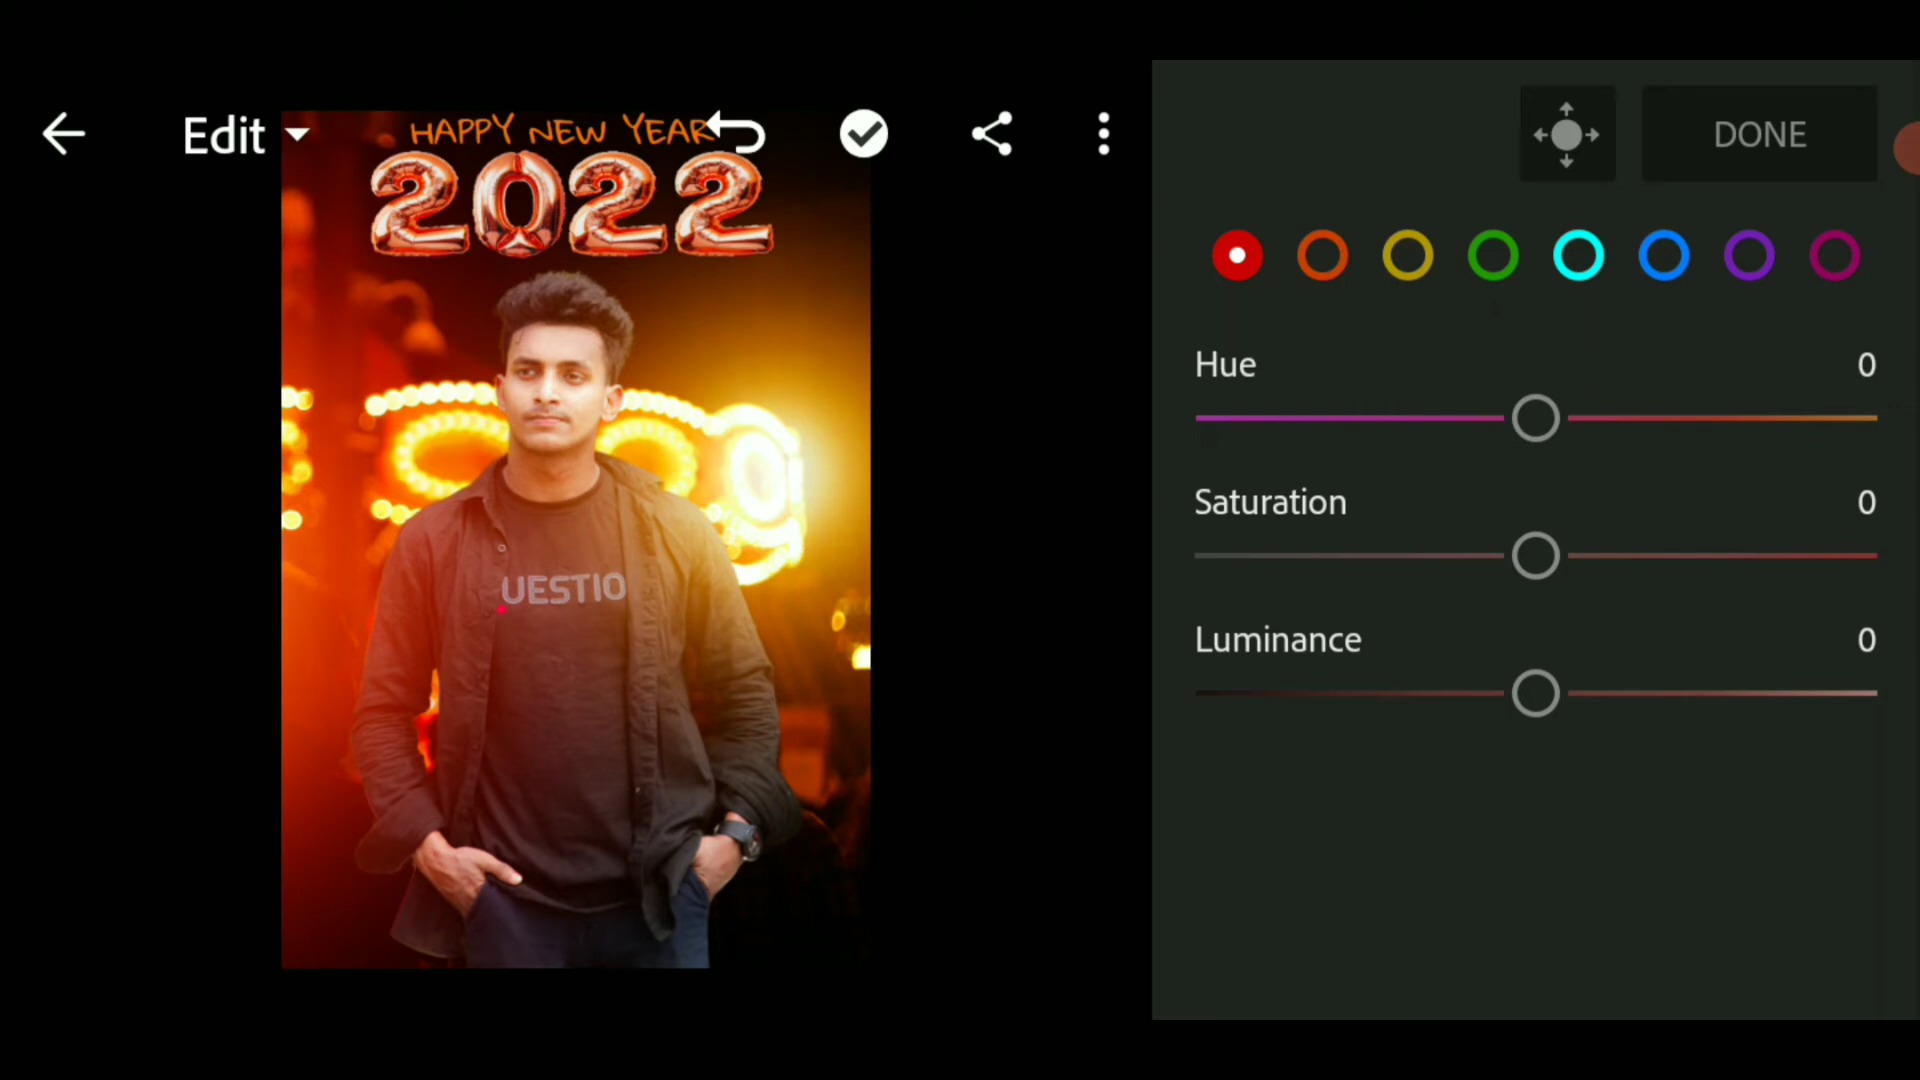 Edit
HAPPY NEW YEAR
2022
UESTIO
DONE
Hue 0
Saturation 0
Luminance 0